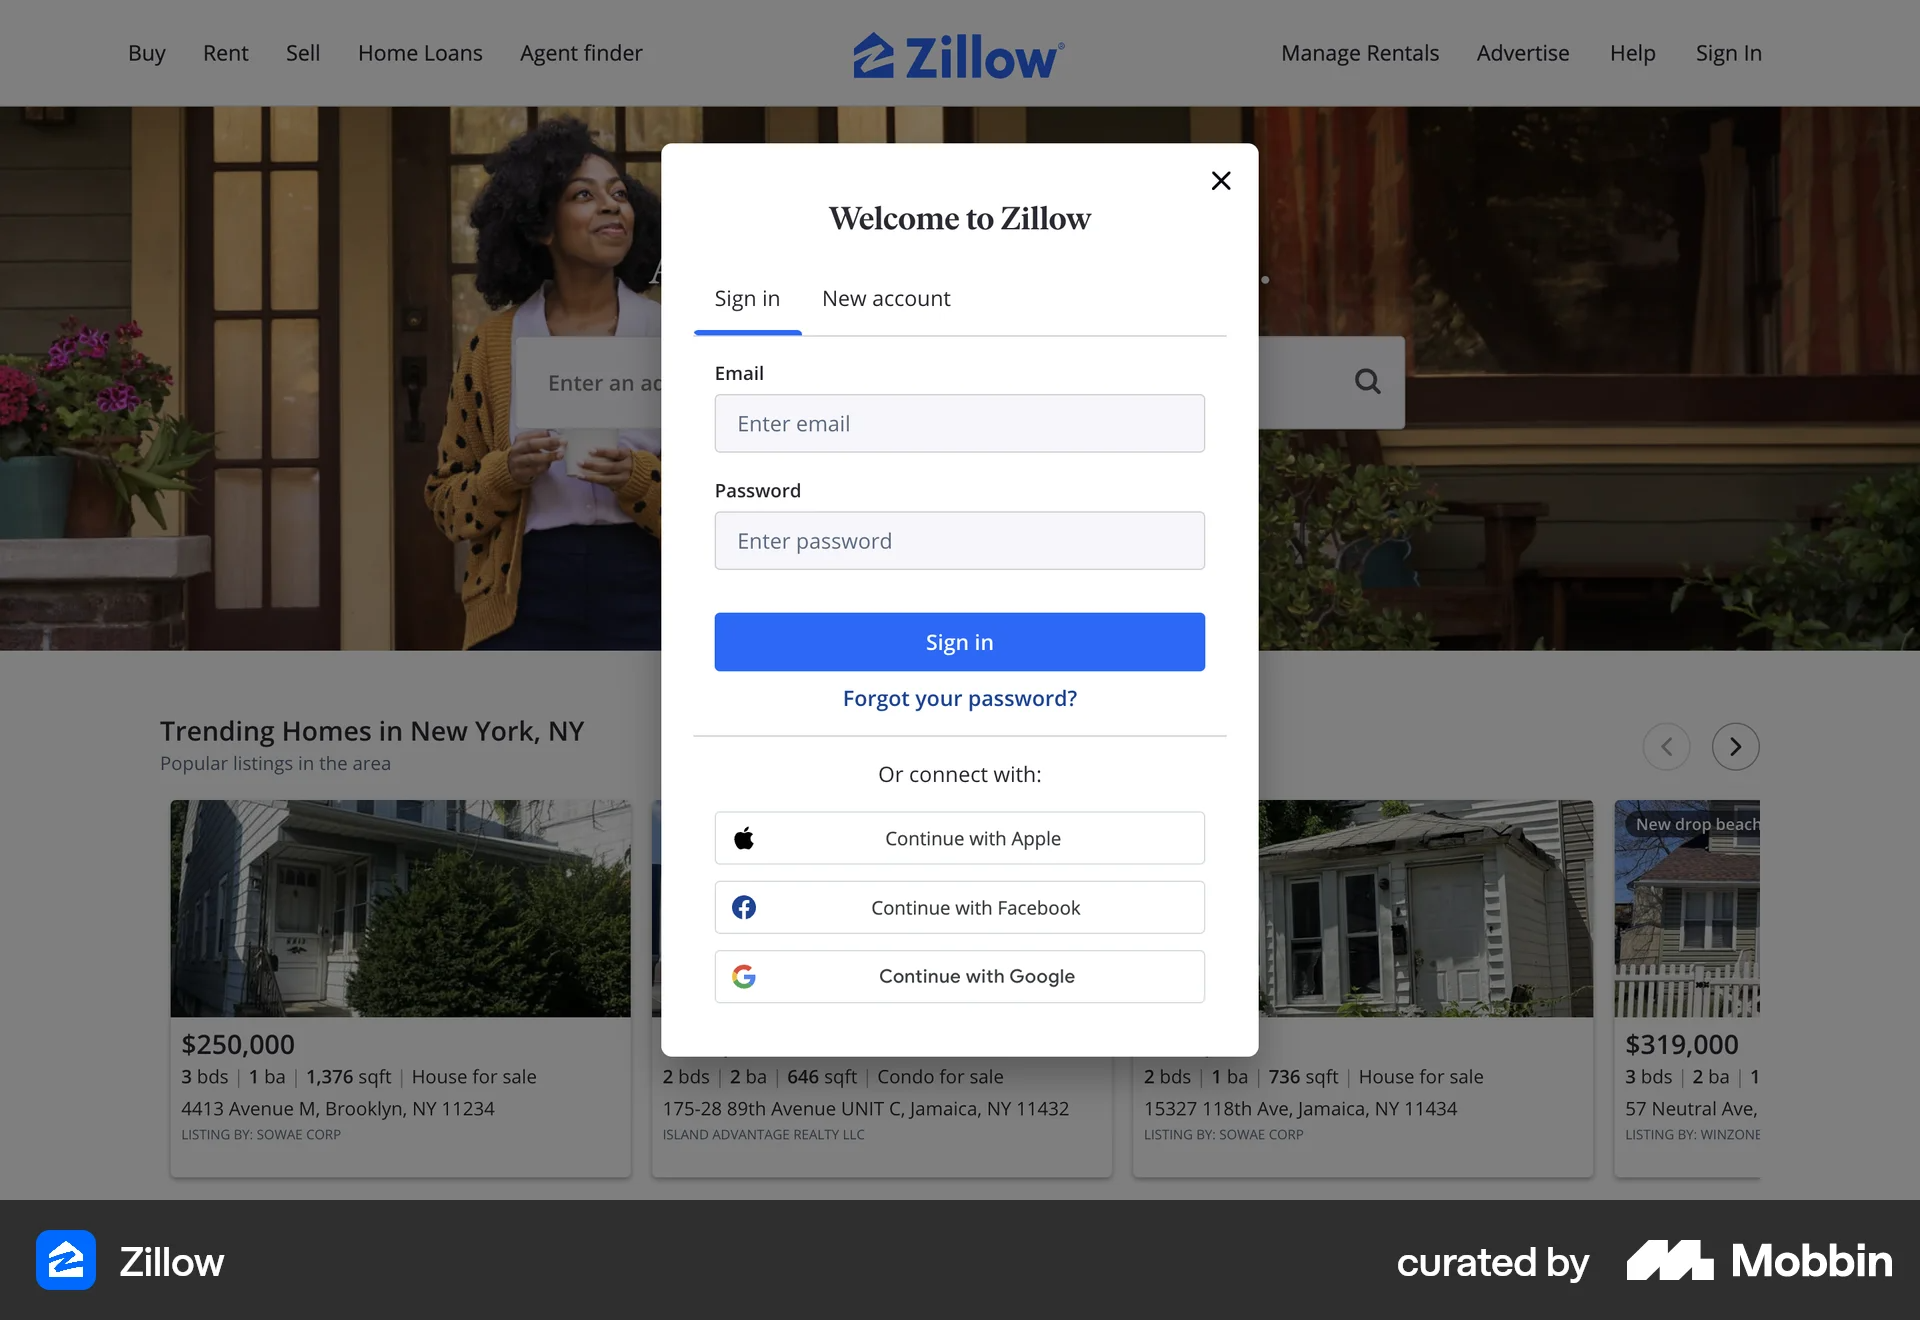 Buy Rent Sell Home Loans Agent finder Zillow® Manage Rentals Advertise Help Sign In
Welcome to Zillow
Sign in New account
Email
Enter an
Enter email
Password
Enter password
Sign in
Forgot your password?
Trending Homes in New York, NY
Popular listings in the area
Or connect with:
New drop beach
Continue with Apple
Continue with Facebook
Continue with Google
$250,000
3 bds | 1 ba | 1,376 sqft | House for sale
4413 Avenue M, Brooklyn, NY 11234
LISTING BY: SOWAE CORP
2 bds | 2 ba | 646 sqft | Condo for sale
175-28 89th Avenue UNIT C, Jamaica, NY 11432
ISLAND ADVANTAGE REALTY LLC
2 bds | 1 ba | 736 sqft | House for sale
15327 118th Ave, Jamaica, NY 11434
LISTING BY: SOWAE CORP
$319,000
3 bds | 2 ba | 1
57 Neutral Ave,
LISTING BY: WINZONE
Zillow
curated by Mobbin